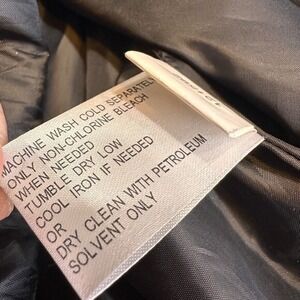 MACHINE WASH COLD SEPARATELY
ONLY NON-CHLORINE BLEACH
WHEN NEEDED
TUMBLE DRY LOW
COOL IRON IF NEEDED
OR
DRY CLEAN WITH PETROLEUM
SOLVENT ONLY